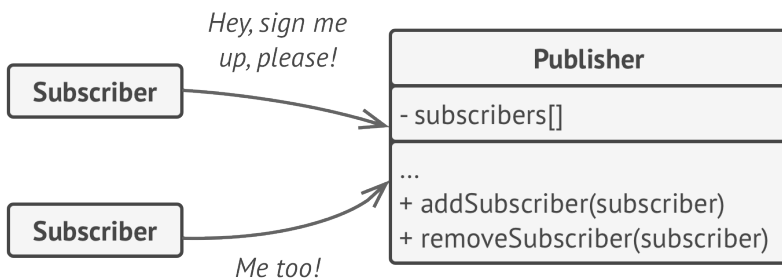 Hey, sign me
up, please!
Subscriber
Publisher
- subscribers[]
...
+ addSubscriber(subscriber)
+ removeSubscriber(subscriber)
Subscriber
Me too!